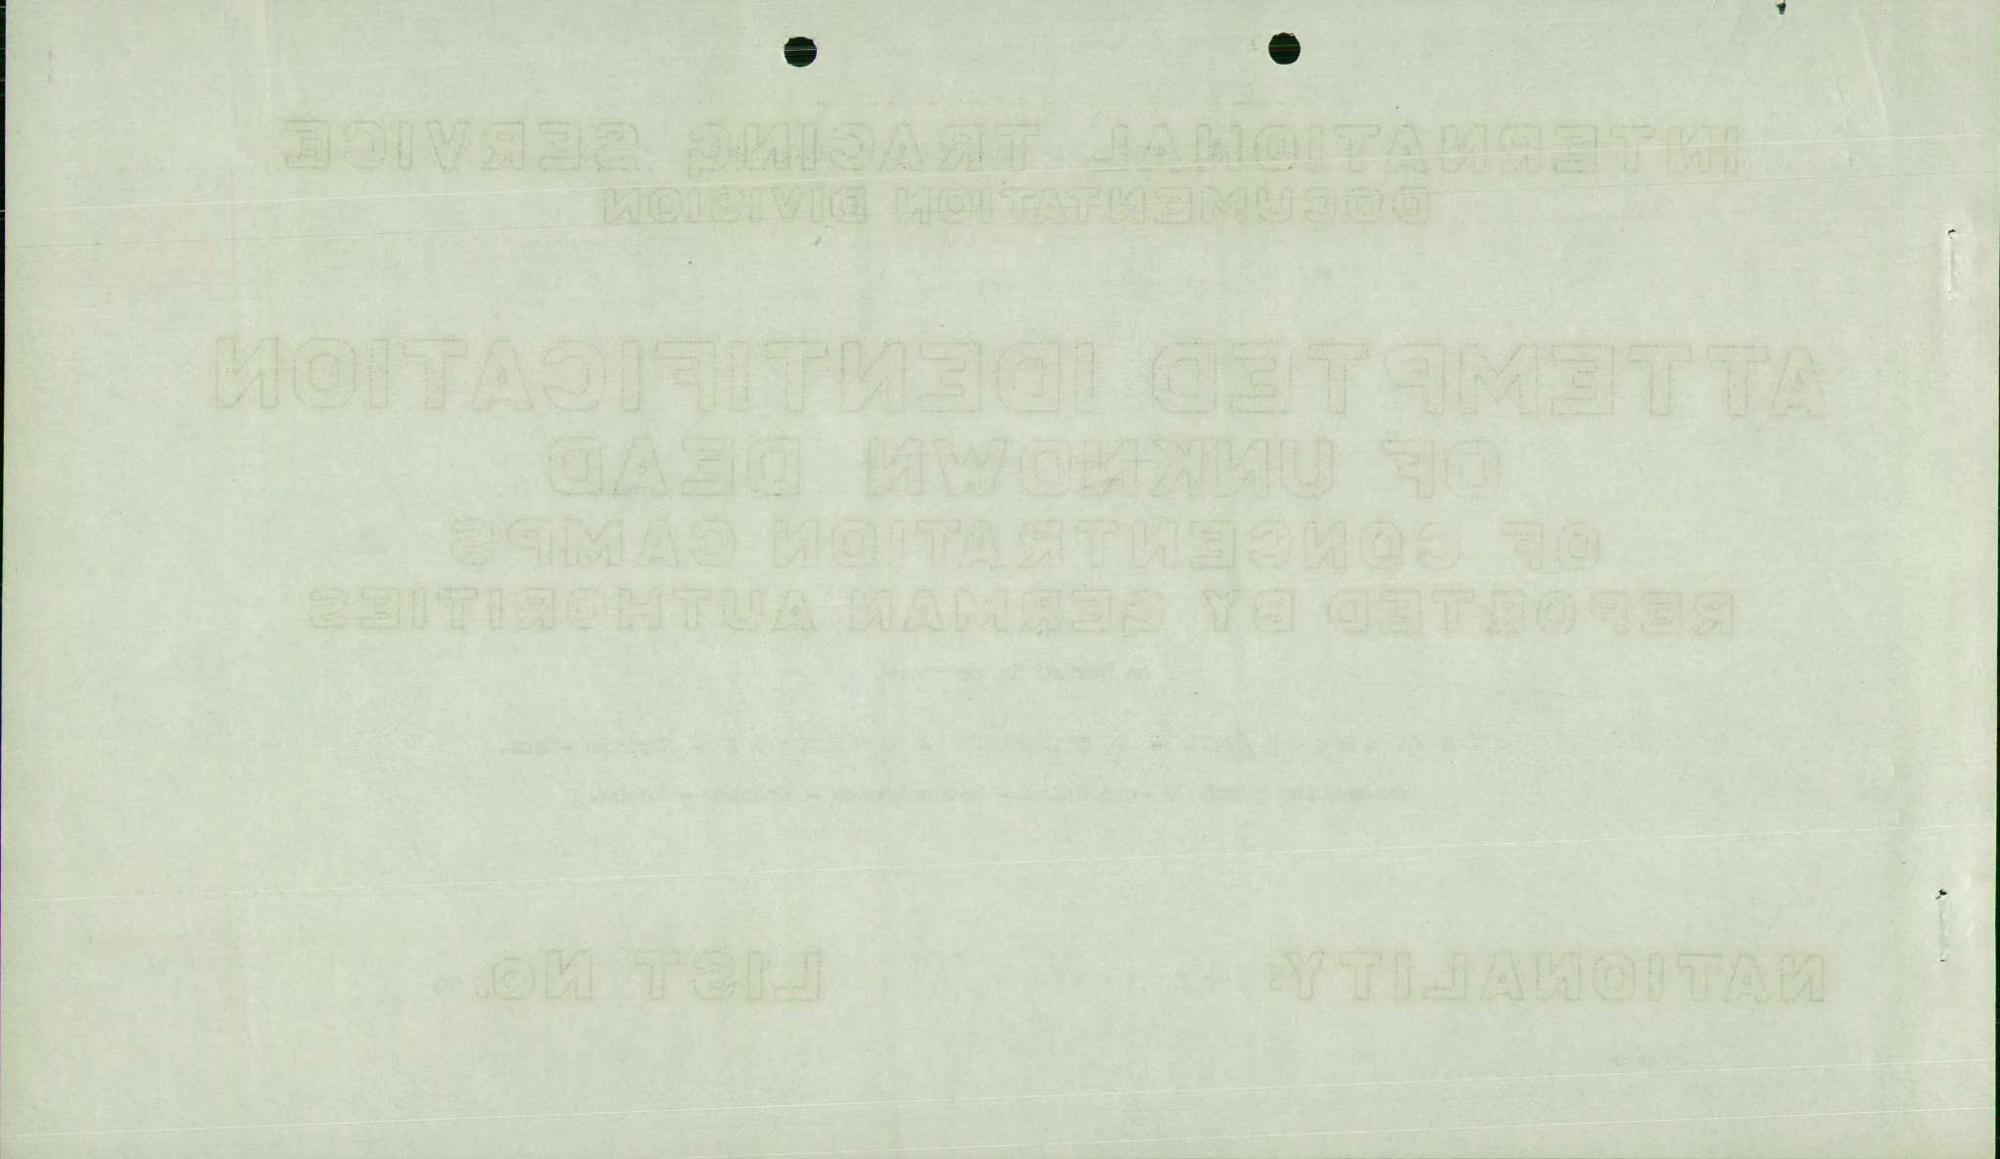 INTERNATIONAL TRACING SERVICE
DOCUMENTATION DIVISION
ATTEMPTED IDENTIFICATION
OF UNKNOWN DEAD
OF CONCENTRATION CAMPS
REPORTED BY GERMAN AUTHORITIES
NATIONALITY: LIST NO.